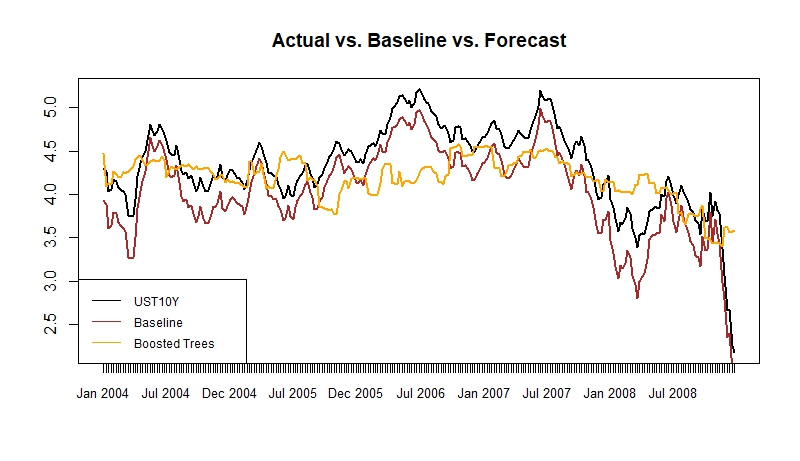 Actual vs. Baseline vs. Forecast
5.0
4.5
4.0
3.5
3.0
2.5
UST10Y
Baseline
Boosted Trees
Jan 2004 Jul 2004 Dec 2004 Jul 2005 Dec 2005 Jul 2006 Jan 2007 Jul 2007 Jan 2008 Jul 2008